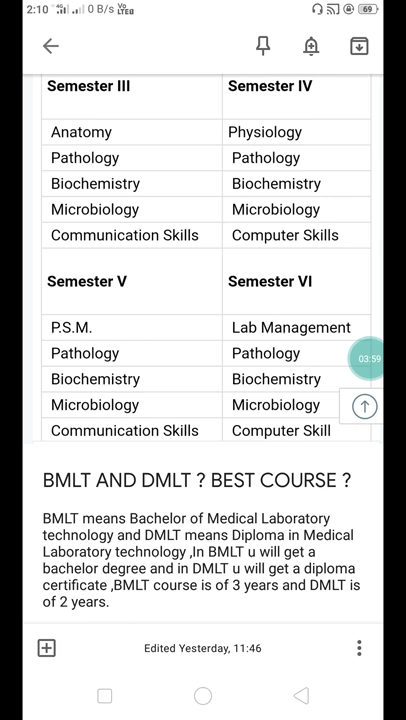 2:10 4G 0 B/s Vo LTE 69
Semester III Semester IV
Anatomy Physiology
Pathology Pathology
Biochemistry Biochemistry
Microbiology Microbiology
Communication Skills Computer Skills
Semester V Semester VI
P.S.M. Lab Management
Pathology Pathology
03:59
Biochemistry Biochemistry
Microbiology Microbiology
Communication Skills Computer Skill
BMLT AND DMLT ? BEST COURSE ?
BMLT means Bachelor of Medical Laboratory
technology and DMLT means Diploma in Medical
Laboratory technology ,In BMLT u will get a
bachelor degree and in DMLT u will get a diploma
certificate ,BMLT course is of 3 years and DMLT is
of 2 years.
Edited Yesterday, 11:46